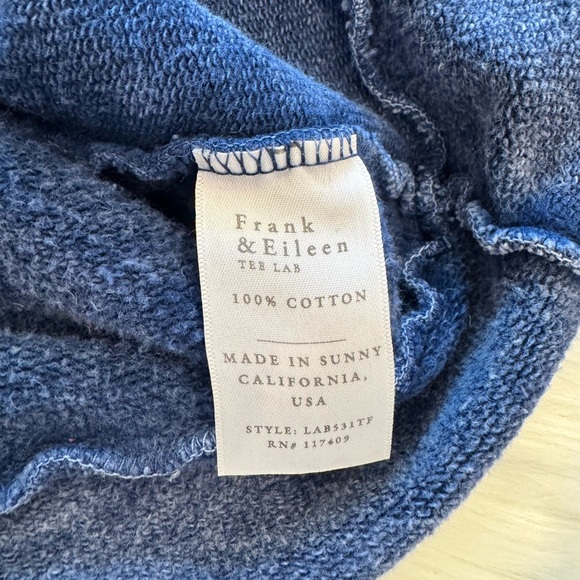 Frank
& Eileen
TEE LAB
100% COTTON
MADE IN SUNNY
CALIFORNIA,
USA
STYLE: LAB531TF
RN# 117409